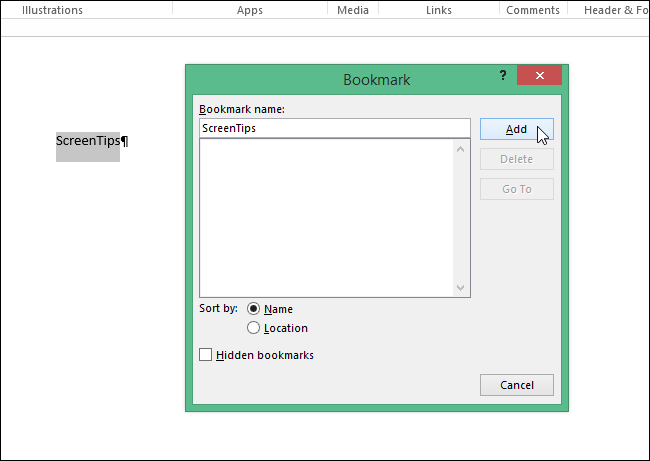 Illustrations Apps Media Links Comments Header & Fo
Bookmark ?
Bookmark name:
ScreenTips Add
ScreenTips¶
Delete
Go To
Sort by: Name
Location
Hidden bookmarks
Cancel